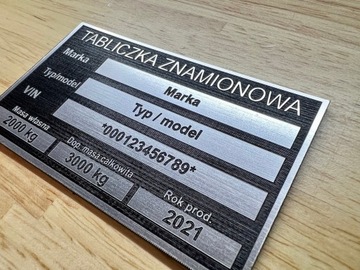 TABLICZKA ZNAMIONOWA
Marka Marka
Typ/model Typ / model
VIN *000123456789*
Masa własna Dop. masa całkowita Rok prod.
2000 kg 3000 kg 2021